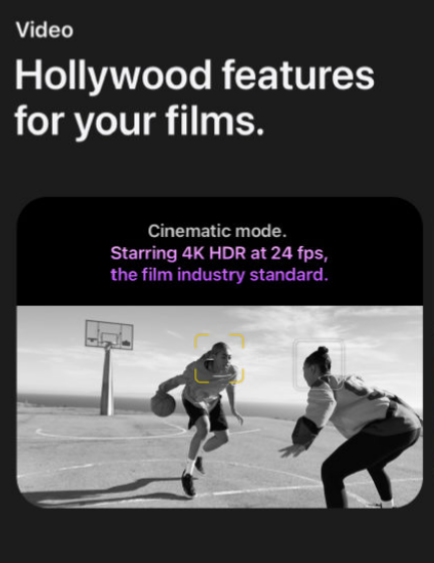 Video
Hollywood features
for your films.
Cinematic mode.
Starring 4K HDR at 24 fps,
the film industry standard.